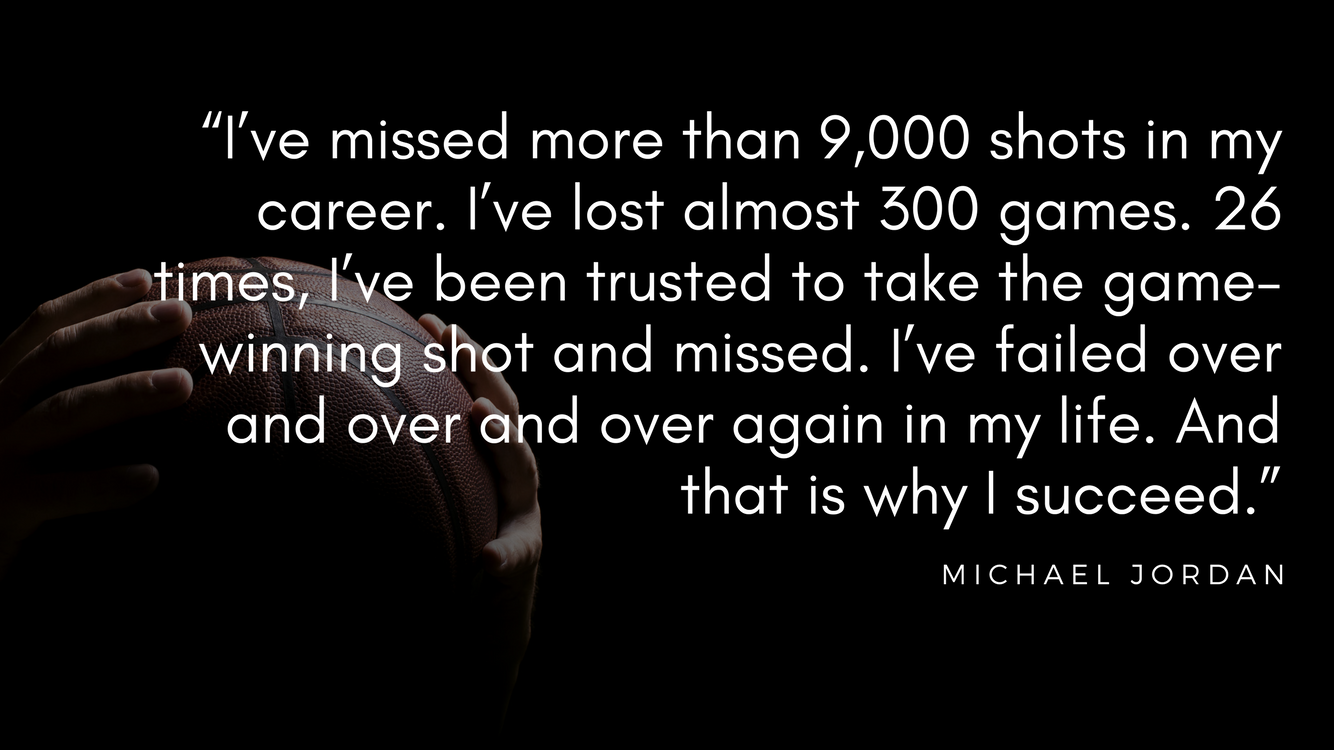 “I’ve missed more than 9,000 shots in my
career. I’ve lost almost 300 games. 26
times, I’ve been trusted to take the game-
winning shot and missed. I’ve failed over
and over and over again in my life. And
that is why I succeed.”
MICHAEL JORDAN